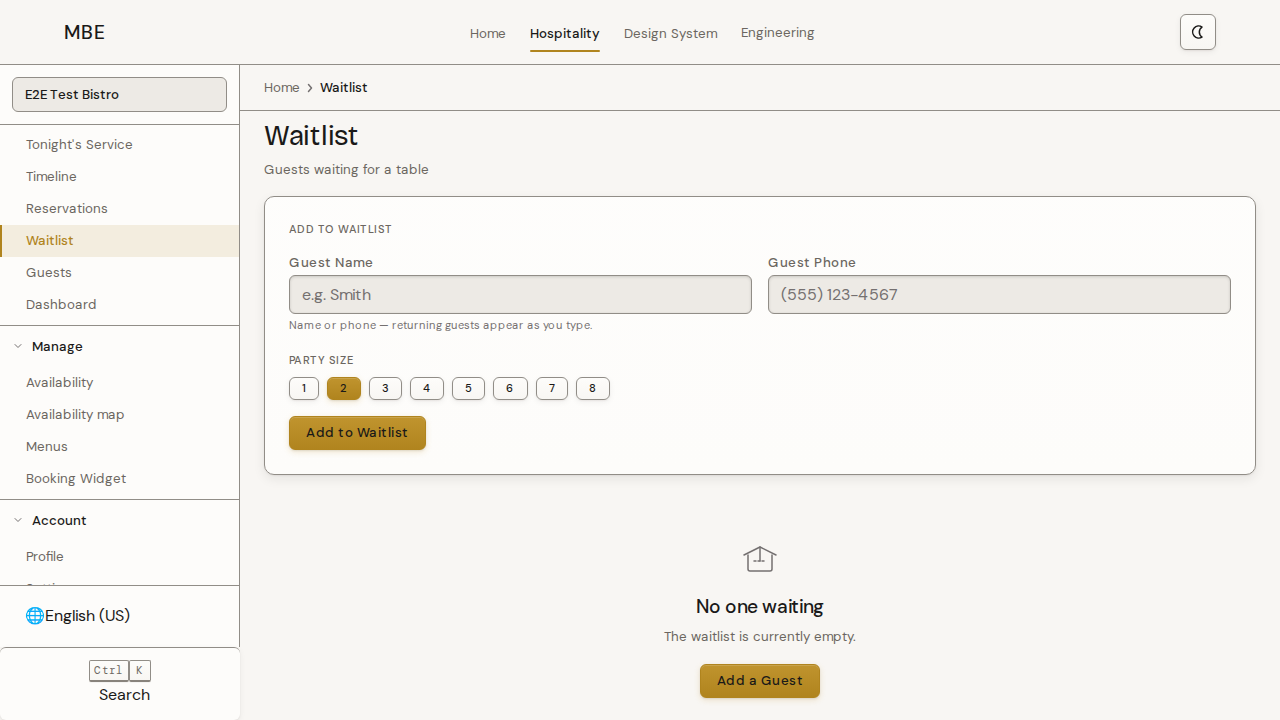 MBE
Home
Hospitality
Design System
Engineering
E2E Test Bistro
Tonight's Service
Timeline
Reservations
Waitlist
Guests
Dashboard
Manage
Availability
Availability map
Menus
Booking Widget
Account
Profile
English (US)
Ctrl K
Search
Home > Waitlist
Waitlist
Guests waiting for a table
ADD TO WAITLIST
Guest Name
Guest Phone
e.g. Smith
(555) 123-4567
Name or phone — returning guests appear as you type.
PARTY SIZE
1 2 3 4 5 6 7 8
Add to Waitlist
No one waiting
The waitlist is currently empty.
Add a Guest